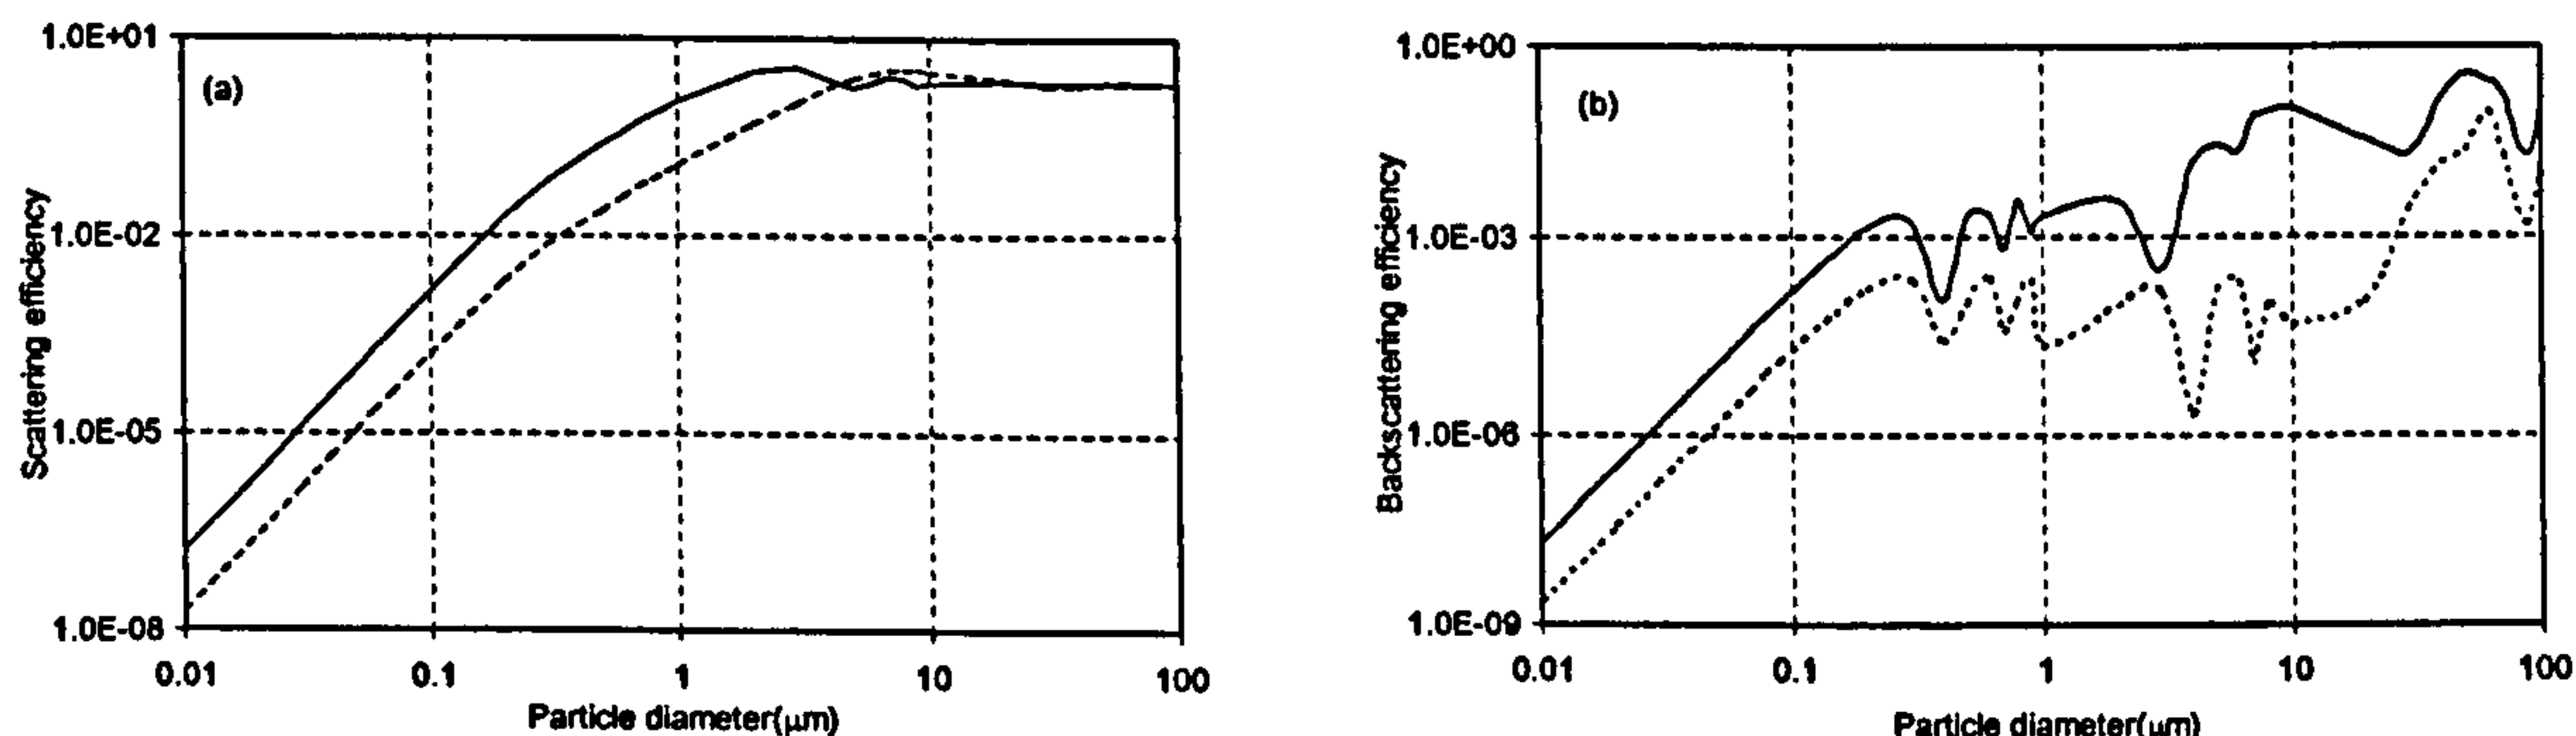 (a)
Scattering efficiency
1.0E+01
1.0E-02
1.0E-05
1.0E-08
0.01 0.1 1 10 100
Particle diameter(μm)
(b)
Backscattering efficiency
1.0E+00
1.0E-03
1.0E-06
1.0E-09
0.01 0.1 1 10 100
Particle diameter(μm)